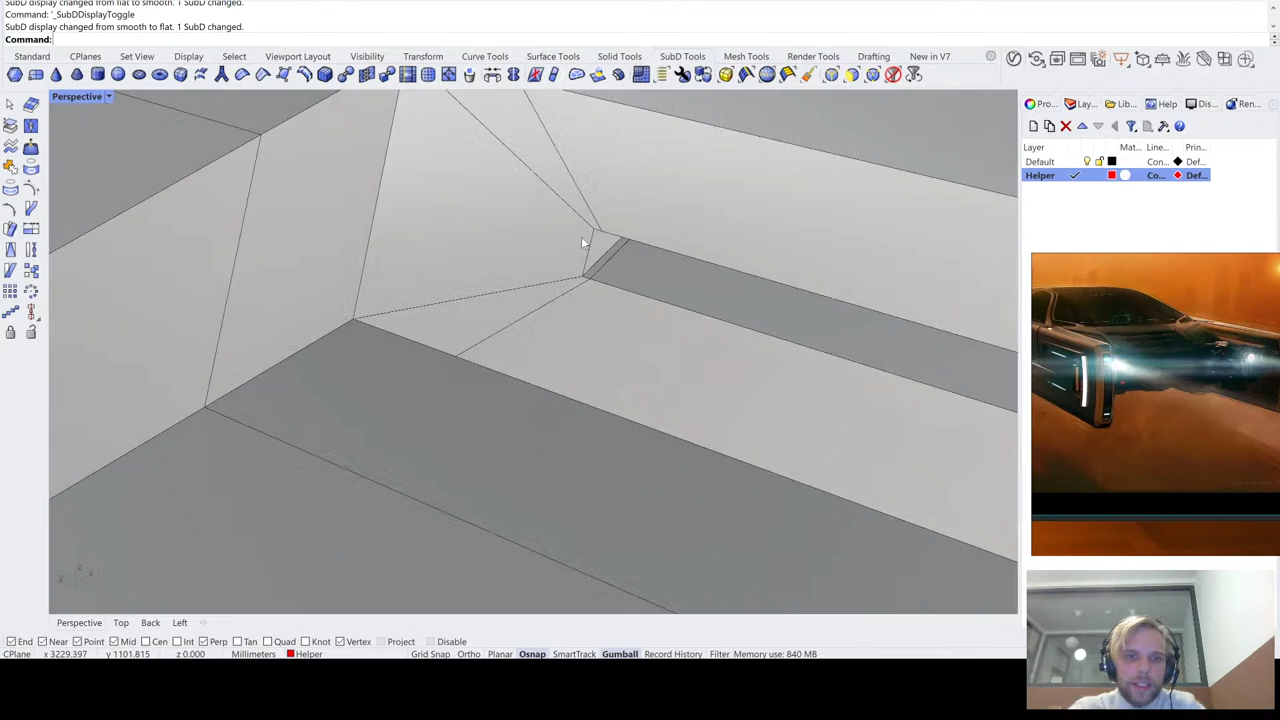 SubD display changed from flat to smooth. 1 SubD changed.
Command: '_SubDDisplayToggle
SubD display changed from smooth to flat. 1 SubD changed.
Command:
Standard CPlanes Set View Display Select Viewport Layout Visibility Transform Curve Tools Surface Tools Solid Tools SubD Tools Mesh Tools Render Tools Drafting New in V7
Perspective
Pro... Lay... Lib... Help Dis... Ren...
Layer Mat... Line... Prin...
Default Con... Def...
Helper Co... Def...
z
Perspective Top Back Left
End Near Point Mid Cen Int Perp Tan Quad Knot Vertex Project Disable
CPlane x 3229.397 y 1101.815 z 0.000 Millimeters Helper Grid Snap Ortho Planar Osnap SmartTrack Gumball Record History Filter Memory use: 840 MB